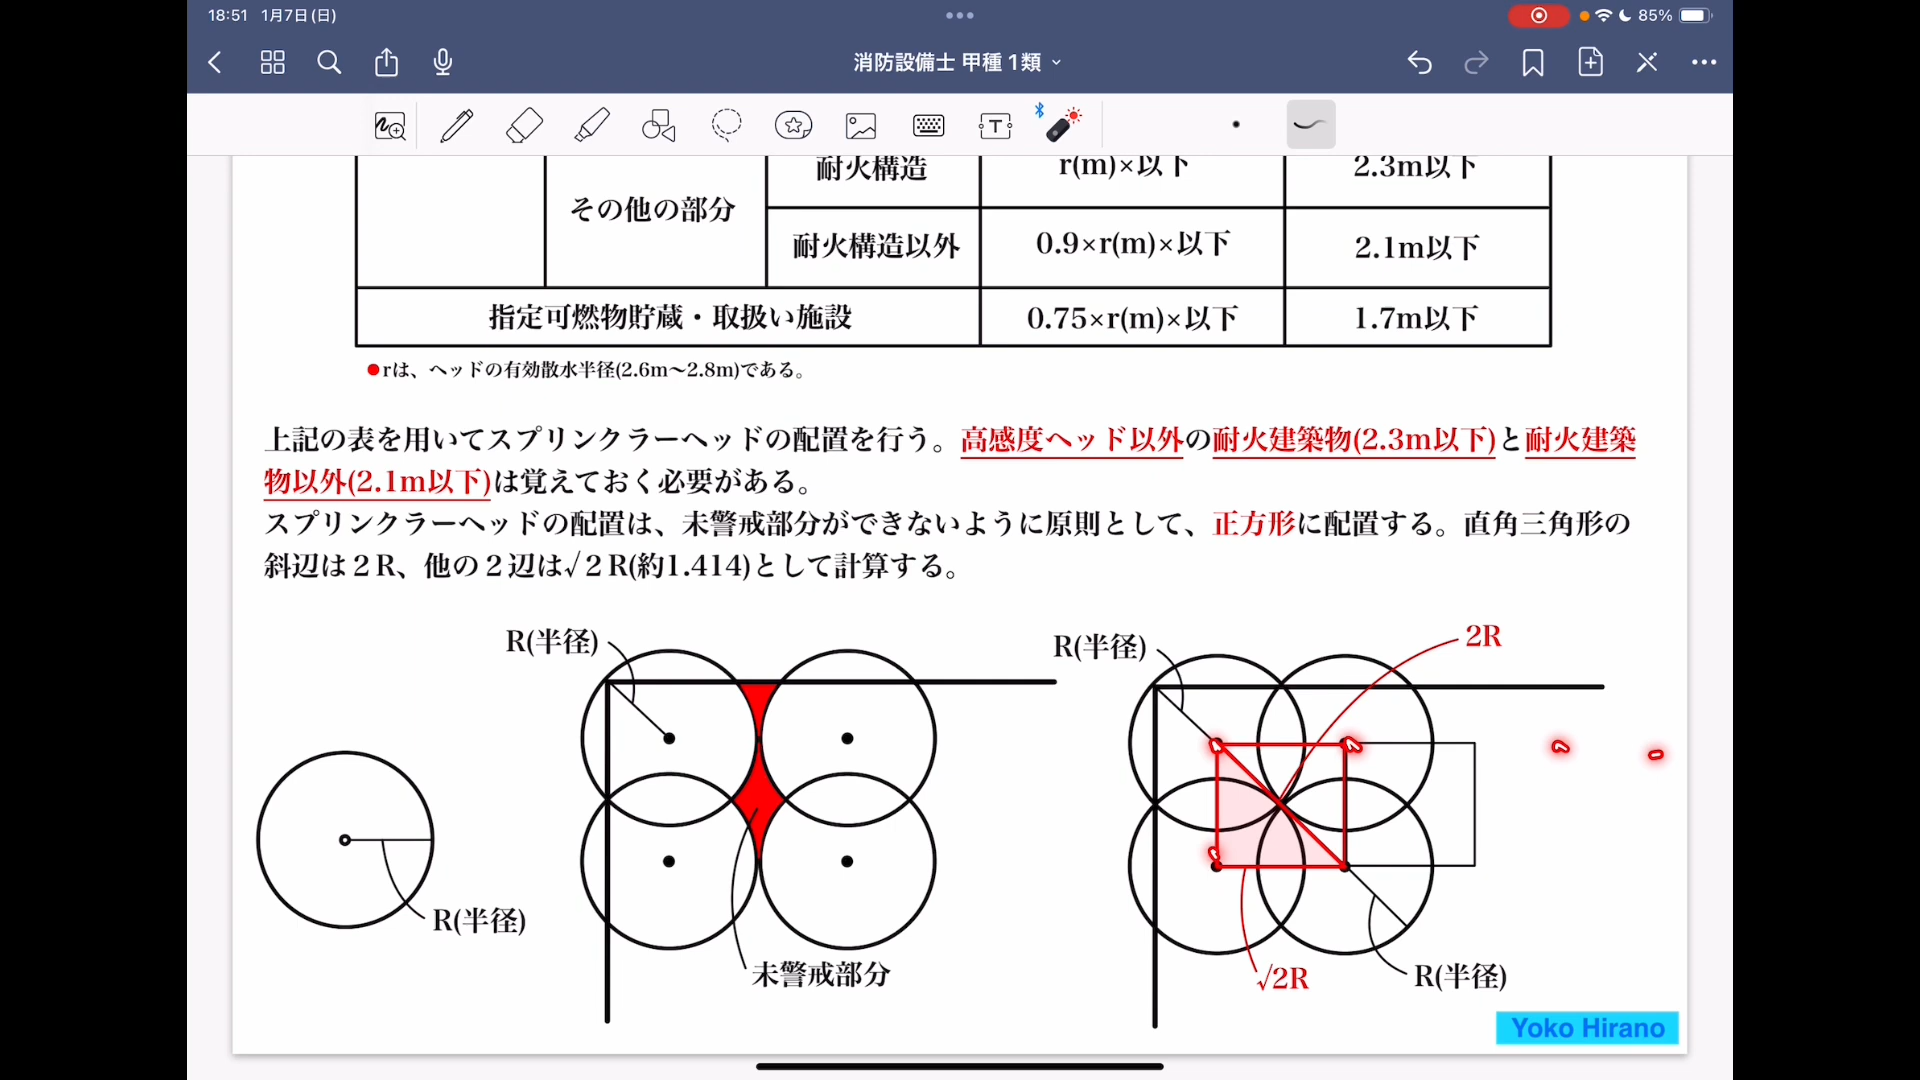 18:51 1月7日(日)
85%
消防設備士 甲種 1類
T
耐火構造 r(m)×以下 2.3m以下
その他の部分
耐火構造以外 0.9×r(m)×以下 2.1m以下
指定可燃物貯蔵・取扱い施設 0.75×r(m)×以下 1.7m以下
●rは、ヘッドの有効散水半径(2.6m〜2.8m)である。
上記の表を用いてスプリンクラーヘッドの配置を行う。高感度ヘッド以外の耐火建築物(2.3m以下)と耐火建築
物以外(2.1m以下)は覚えておく必要がある。
スプリンクラーヘッドの配置は、未警戒部分ができないように原則として、正方形に配置する。直角三角形の
斜辺は２R、他の２辺は√２R(約1.414)として計算する。
R(半径)
R(半径)
未警戒部分
R(半径)
2R
√2R
R(半径)
Yoko Hirano